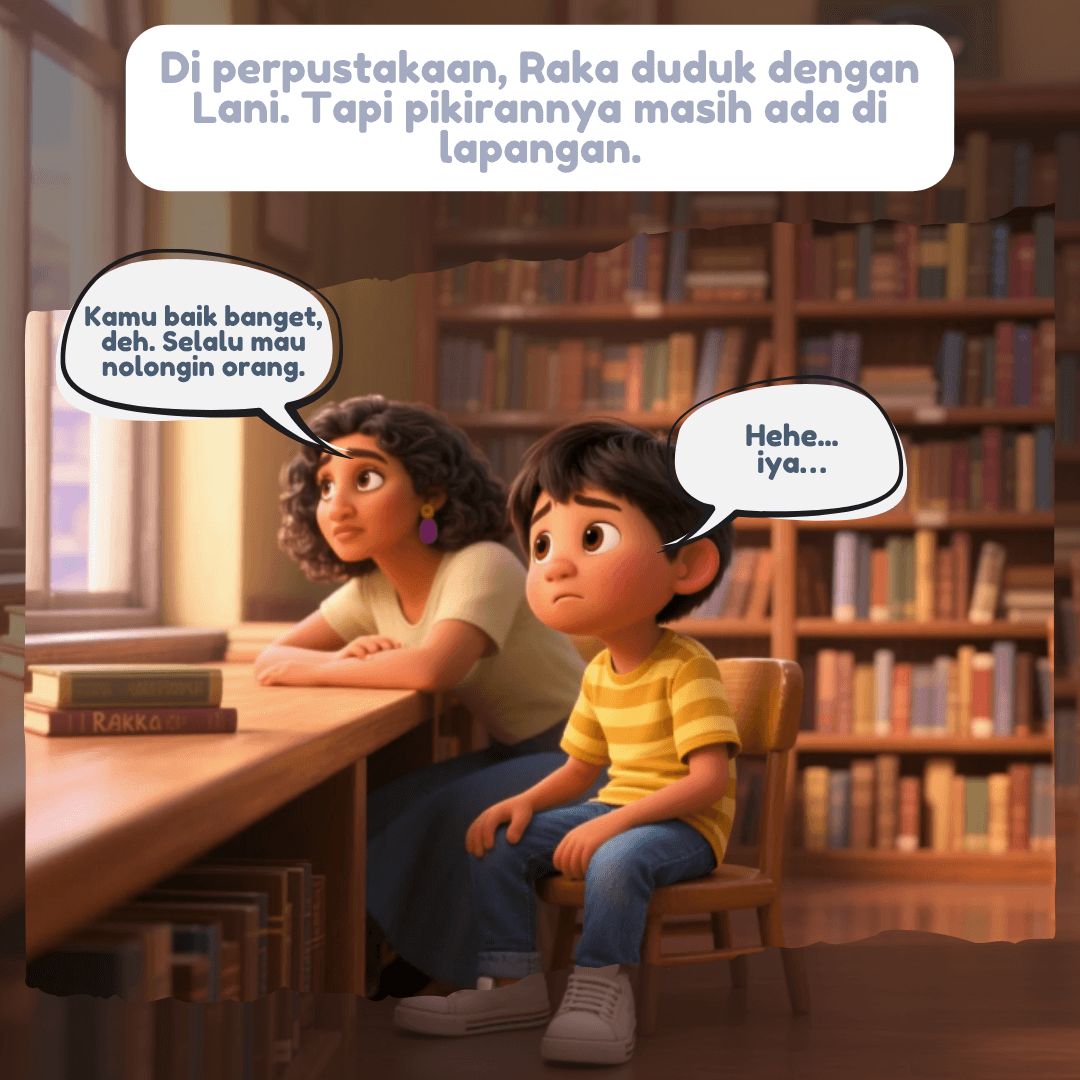 Di perpustakaan, Raka duduk dengan
Lani. Tapi pikirannya masih ada di
lapangan.
Kamu baik banget,
deh. Selalu mau
nolongin orang.
Hehe...
iya...
RAKKA